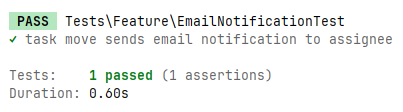 PASS Tests\Feature\EmailNotificationTest
✓ task move sends email notification to assignee
Tests: 1 passed (1 assertions)
Duration: 0.60s